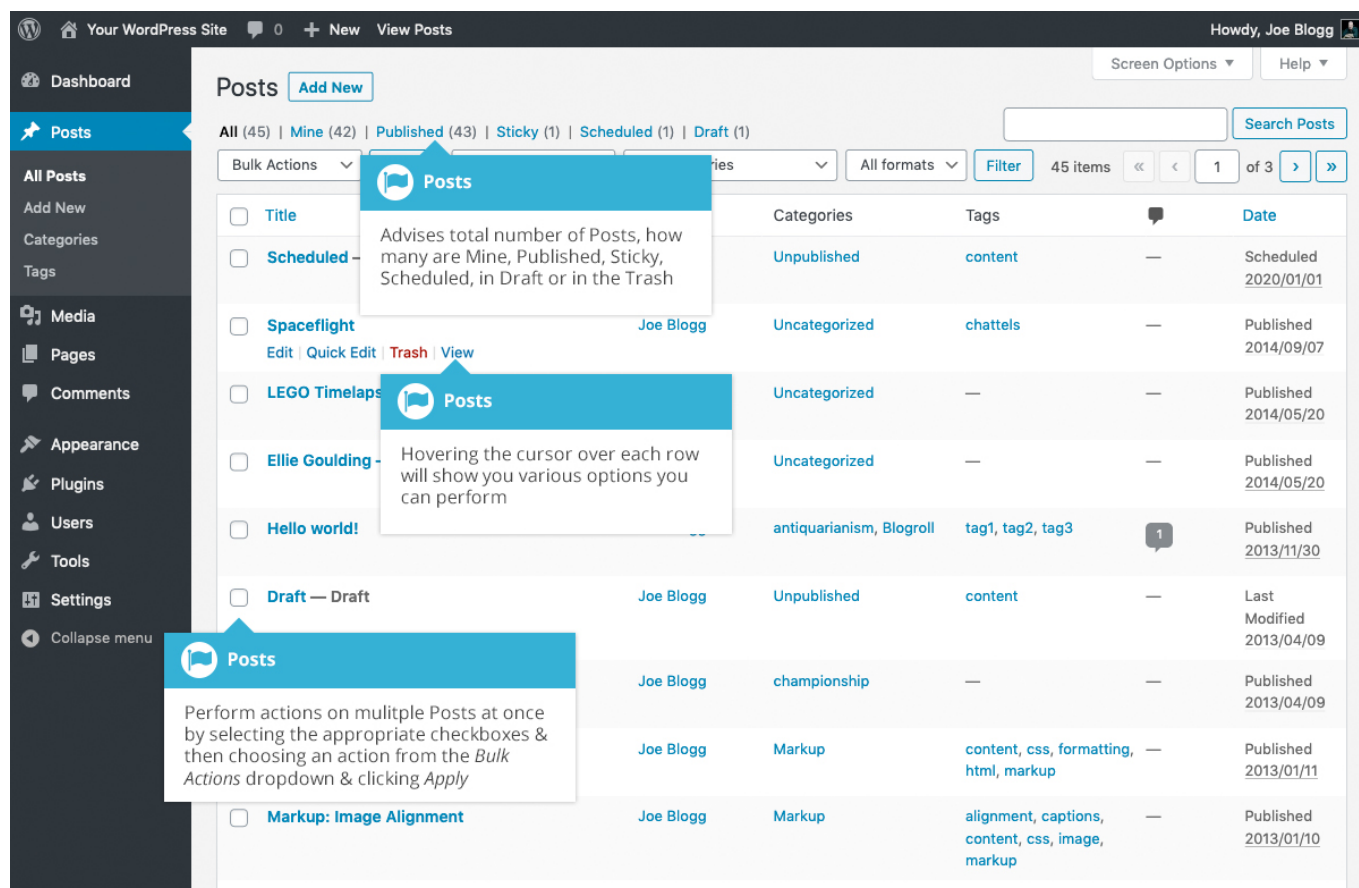 Your WordPress Site 0 + New View Posts Howdy, Joe Blogg
Screen Options ▼ Help ▼
Dashboard
Posts
All Posts
Add New
Categories
Tags
Media
Pages
Comments
Appearance
Plugins
Users
Tools
Settings
Collapse menu
Posts Add New
All (45) | Mine (42) | Published (43) | Sticky (1) | Scheduled (1) | Draft (1)
Search Posts
Bulk Actions All formats Filter 45 items « ‹ 1 of 3 › »
Posts
Advises total number of Posts, how
many are Mine, Published, Sticky,
Scheduled, in Draft or in the Trash
Title Categories Tags Date
Scheduled – Unpublished content — Scheduled
2020/01/01
Spaceflight Joe Blogg Uncategorized chattels — Published
Edit | Quick Edit | Trash | View 2014/09/07
Posts
Hovering the cursor over each row
will show you various options you
can perform
LEGO Timelaps Uncategorized — — Published
2014/05/20
Ellie Goulding - Uncategorized — — Published
2014/05/20
Hello world! antiquarianism, Blogroll tag1, tag2, tag3 1 Published
2013/11/30
Draft — Draft Joe Blogg Unpublished content — Last
Modified
2013/04/09
Posts
Perform actions on mulitple Posts at once
by selecting the appropriate checkboxes &
then choosing an action from the Bulk
Actions dropdown & clicking Apply
Joe Blogg championship — — Published
2013/04/09
Joe Blogg Markup content, css, formatting, — Published
html, markup 2013/01/11
Markup: Image Alignment Joe Blogg Markup alignment, captions, — Published
content, css, image, 2013/01/10
markup